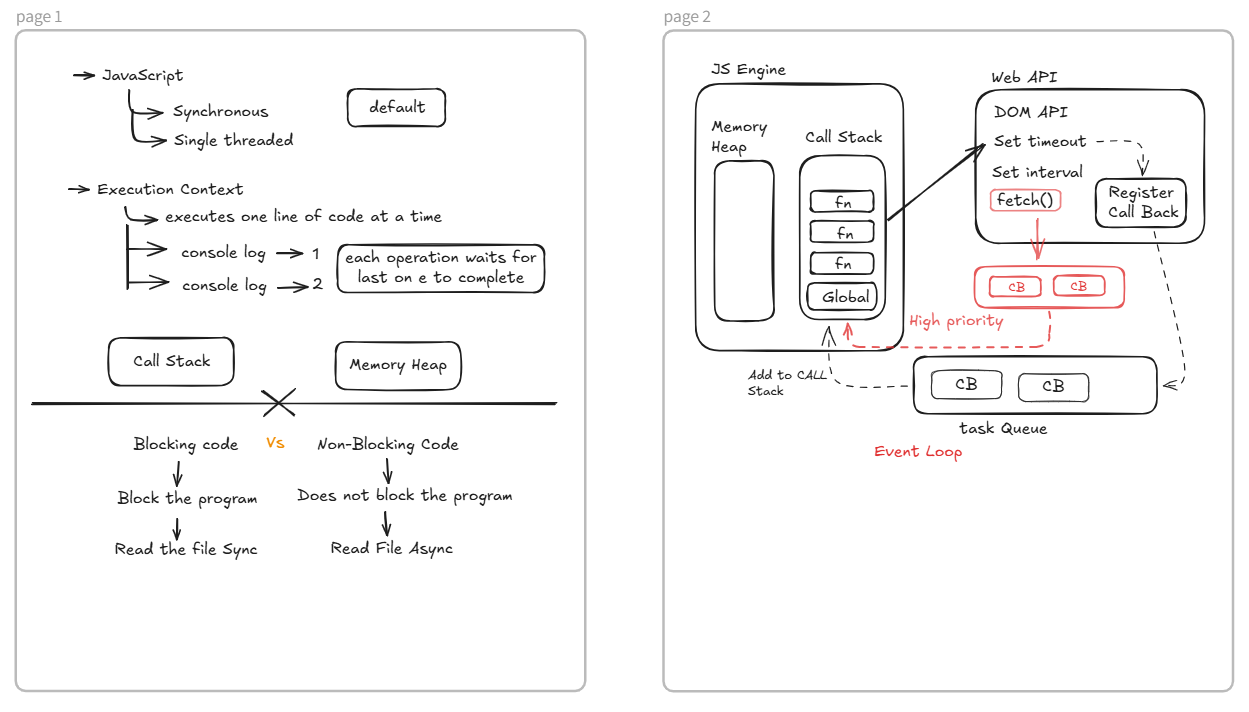 page 1
JavaScript
Synchronous
Single threaded
default
Execution Context
executes one line of code at a time
console log
1
console log
2
each operation waits for
last on e to complete
Call Stack
Memory Heap
Blocking code
Vs
Non-Blocking Code
Block the program
Does not block the program
Read the file Sync
Read File Async
page 2
JS Engine
Memory
Heap
Call Stack
fn
fn
fn
Global
Web API
DOM API
Set timeout
Set interval
fetch()
Register
Call Back
CB
CB
High priority
Add to CALL
Stack
CB
CB
task Queue
Event Loop